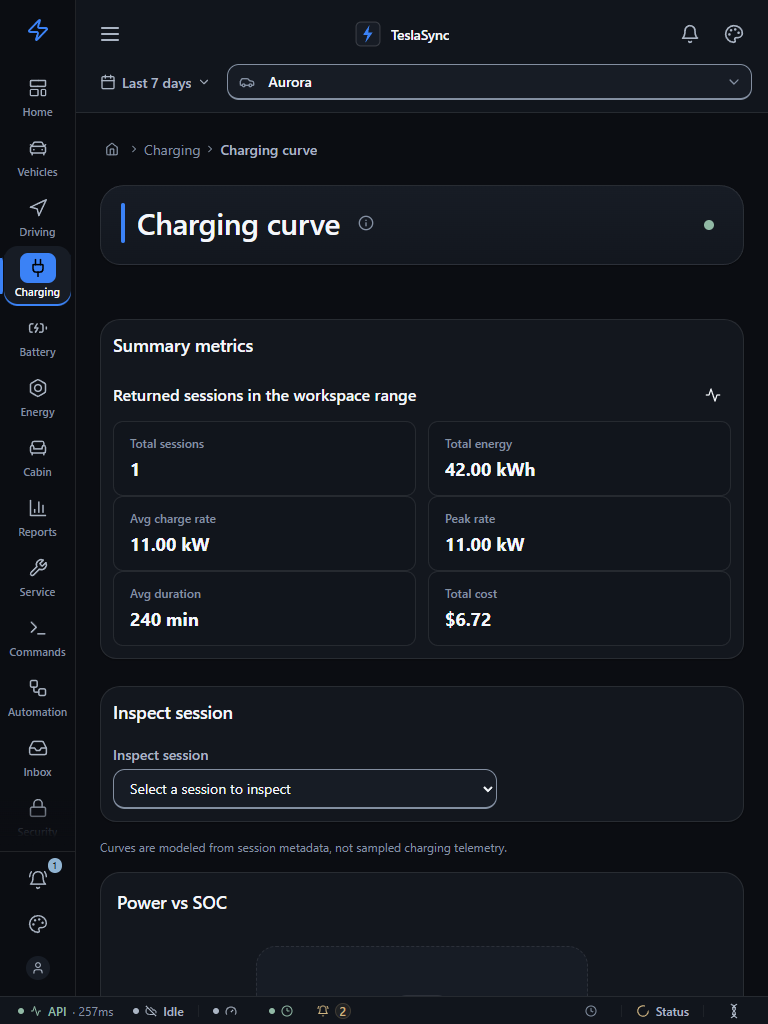 TeslaSync
Last 7 days
Aurora
Home
Vehicles
Driving
Charging
Battery
Energy
Cabin
Reports
Service
Commands
Automation
Inbox
Security
1
Charging > Charging curve
Charging curve
Summary metrics
Returned sessions in the workspace range
Total sessions
1
Total energy
42.00 kWh
Avg charge rate
11.00 kW
Peak rate
11.00 kW
Avg duration
240 min
Total cost
$6.72
Inspect session
Inspect session
Select a session to inspect
Curves are modeled from session metadata, not sampled charging telemetry.
Power vs SOC
API · 257ms
Idle
2
Status